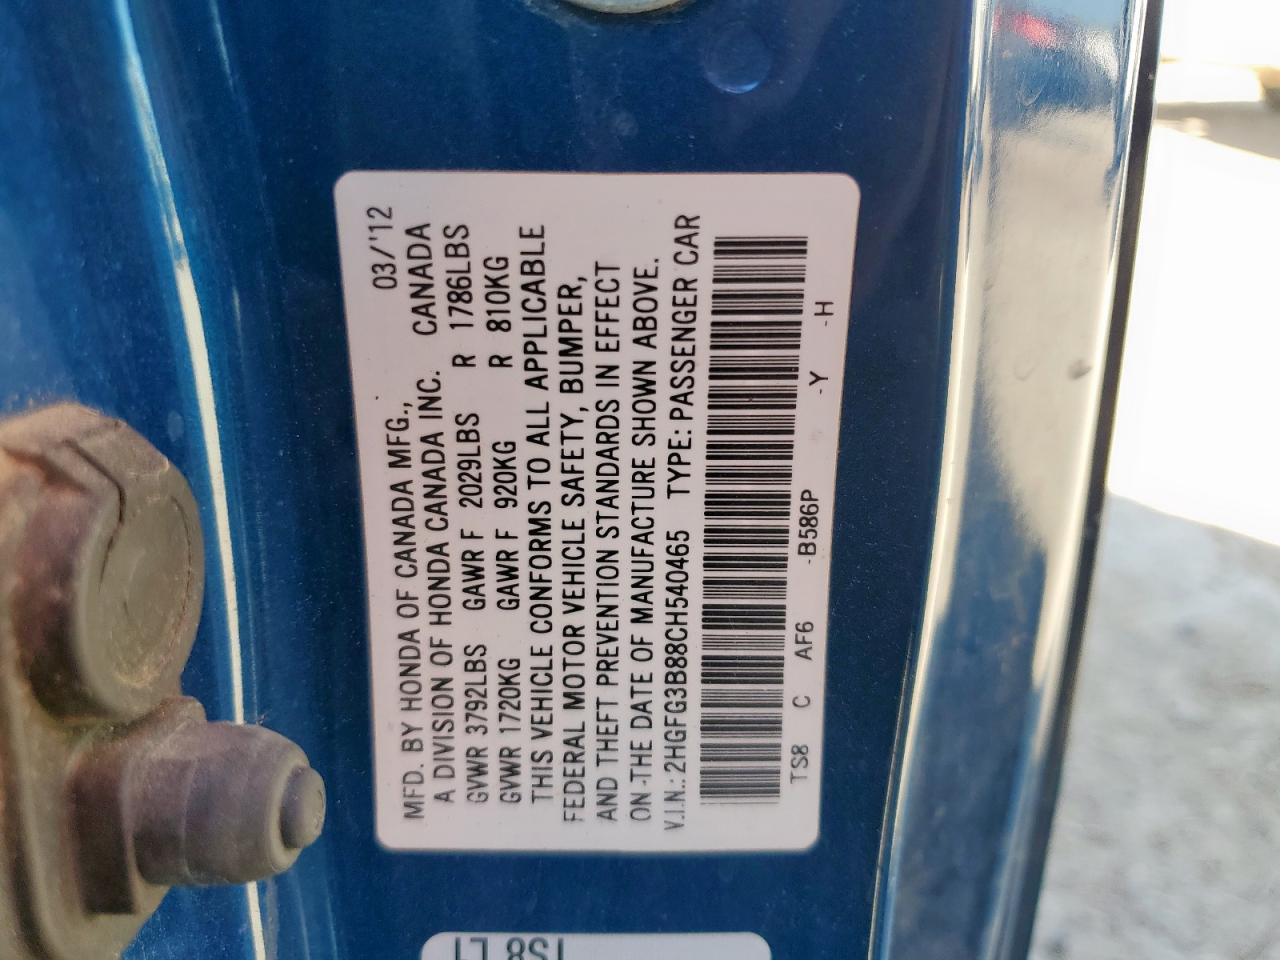 MFD. BY HONDA OF CANADA MFG., 03/'12
A DIVISION OF HONDA CANADA INC. CANADA
GVWR 3792LBS GAWR F 2029LBS R 1786LBS
GVWR 1720KG GAWR F 920KG R 810KG
THIS VEHICLE CONFORMS TO ALL APPLICABLE
FEDERAL MOTOR VEHICLE SAFETY, BUMPER,
AND THEFT PREVENTION STANDARDS IN EFFECT
ON THE DATE OF MANUFACTURE SHOWN ABOVE.
V.I.N.: 2HGFG3B88CH540465 TYPE: PASSENGER CAR
TS8 C AF6 -B586P -Y -H
TS8